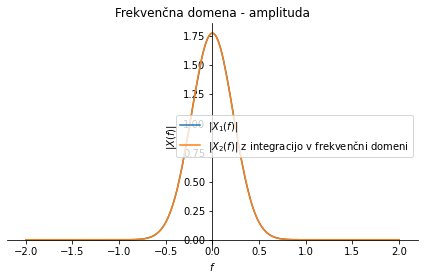 Frekvenčna domena - amplituda
1.75
1.50
1.25
1.00
0.75
0.50
0.25
0.00
|X(f)|
|X₁(f)|
|X₂(f)| z integracijo v frekvenčni domeni
−2.0 −1.5 −1.0 −0.5 0.0 0.5 1.0 1.5 2.0
f